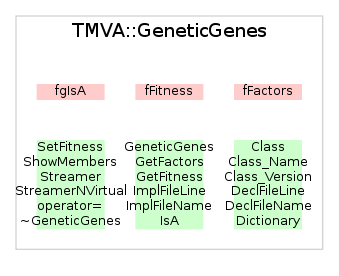 TMVA::GeneticGenes
fgIsA fFitness fFactors
SetFitness GeneticGenes Class
ShowMembers GetFactors Class_Name
Streamer GetFitness Class_Version
StreamerNVirtual ImplFileLine DeclFileLine
operator= ImplFileName DeclFileName
~GeneticGenes IsA Dictionary